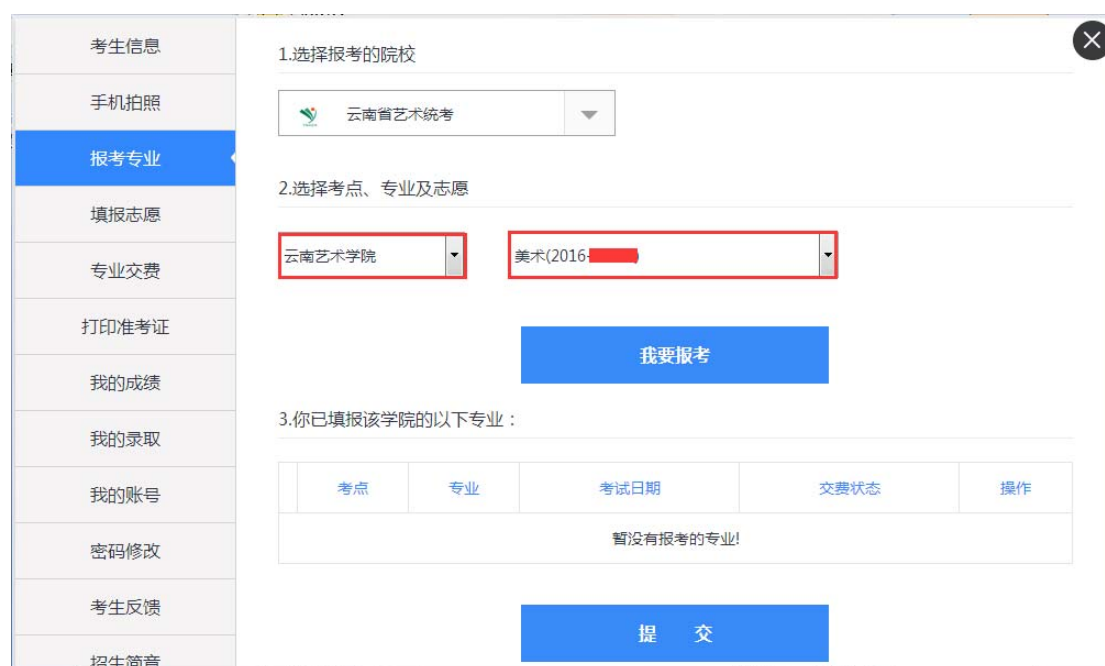 考生信息
手机拍照
报考专业
填报志愿
专业交费
打印准考证
我的成绩
我的录取
我的账号
密码修改
考生反馈
招生简章
1.选择报考的院校
云南省艺术统考
2.选择考点、专业及志愿
云南艺术学院 美术(2016- )
我要报考
3.你已填报该学院的以下专业：
考点 专业 考试日期 交费状态 操作
暂没有报考的专业!
提 交